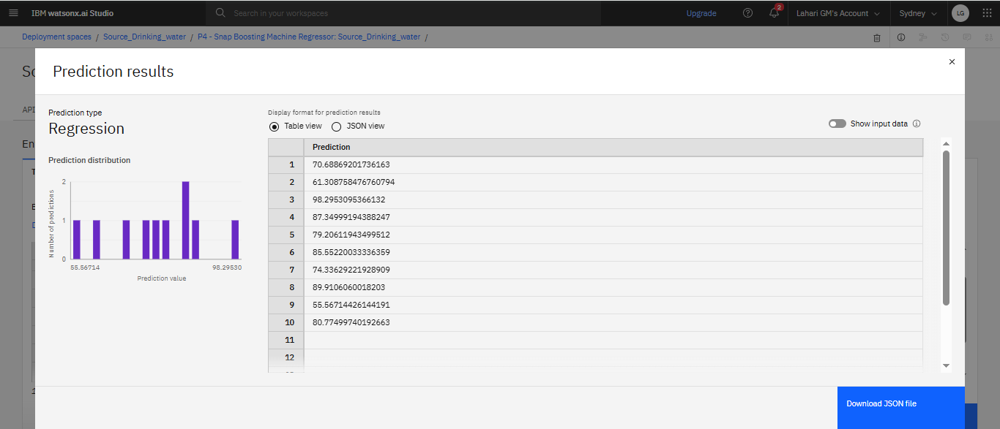 IBM watsonx.ai Studio
Search in your workspaces
Upgrade
2
Lahari GM's Account
Sydney
LG
Deployment spaces / Source_Drinking_water / P4 - Snap Boosting Machine Regressor: Source_Drinking_water /
Prediction results
API
Prediction type
Regression
Display format for prediction results
Table view
JSON view
Show input data
Prediction distribution
Number of predictions
2
1
0
55.56714
98.29530
Prediction value
Prediction
1 70.68869201736163
2 61.308758476760794
3 98.2953095366132
4 87.34999194388247
5 79.20611943499512
6 85.55220033336359
7 74.33629221928909
8 89.9106060018203
9 55.56714426144191
10 80.77499740192663
11
12
Download JSON file